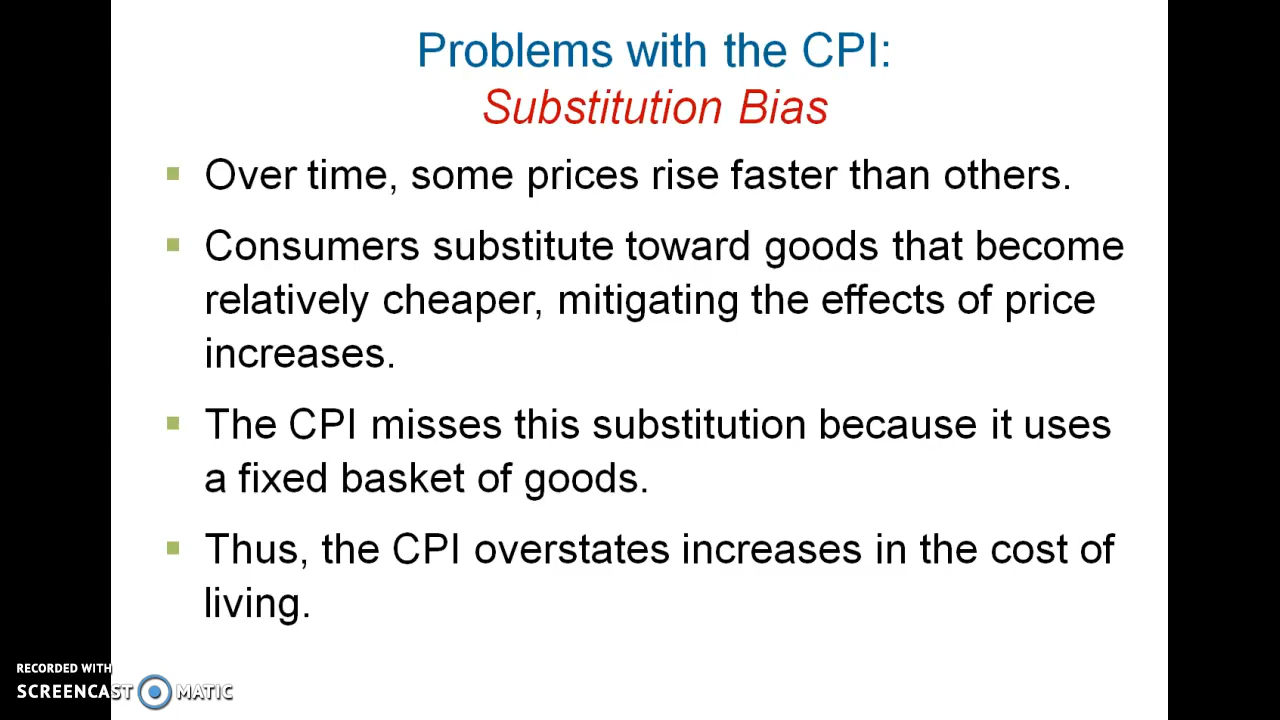 Problems with the CPI:
Substitution Bias
▪ Over time, some prices rise faster than others.
▪ Consumers substitute toward goods that become
relatively cheaper, mitigating the effects of price
increases.
▪ The CPI misses this substitution because it uses
a fixed basket of goods.
▪ Thus, the CPI overstates increases in the cost of
living.
RECORDED WITH
SCREENCAST MATIC